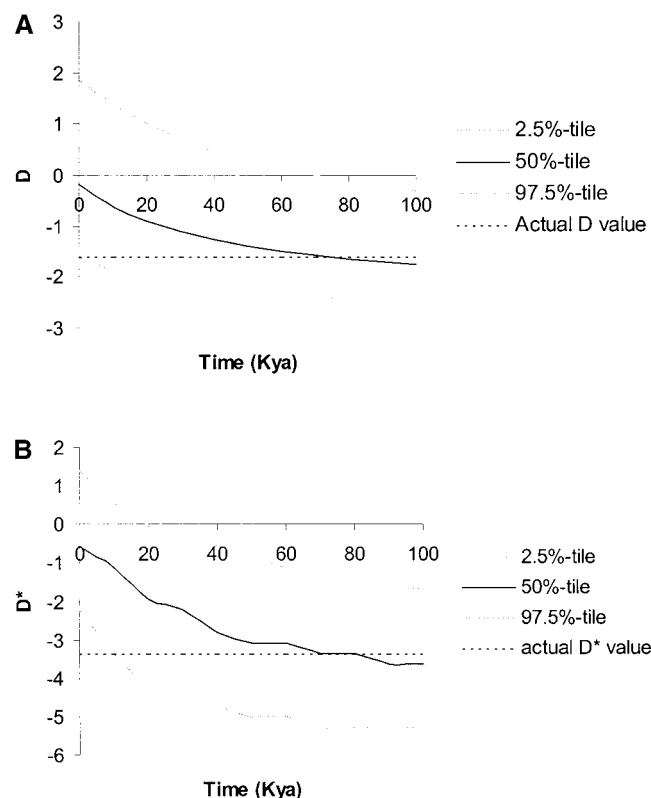 A
3
2
1
0
-1
-2
-3
D
0 20 40 60 80 100
Time (Kya)
2.5%-tile
50%-tile
97.5%-tile
Actual D value
B
2
1
0
-1
-2
-3
-4
-5
-6
D*
0 20 40 60 80 100
Time (Kya)
2.5%-tile
50%-tile
97.5%-tile
actual D* value